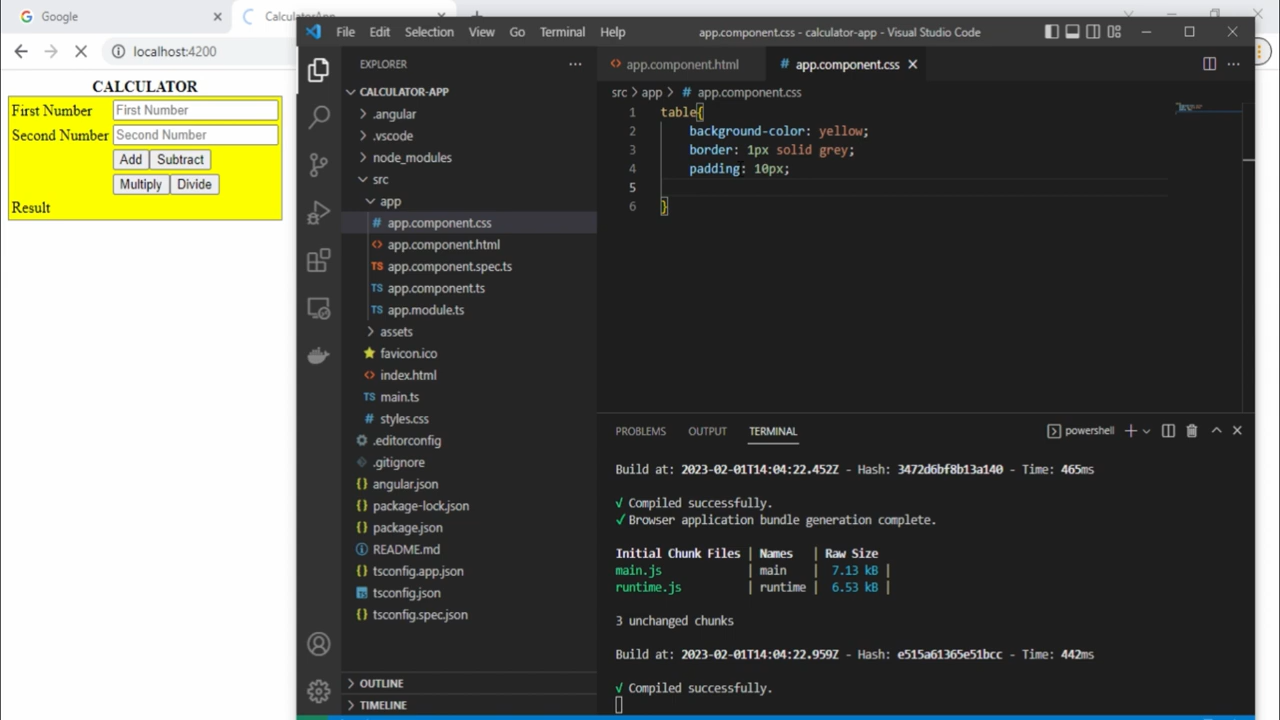 Google
CalculatorApp
localhost:4200
CALCULATOR
First Number
First Number
Second Number
Second Number
Add
Subtract
Multiply
Divide
Result
File Edit Selection View Go Terminal Help
app.component.css - calculator-app - Visual Studio Code
EXPLORER
CALCULATOR-APP
.angular
.vscode
node_modules
src
app
app.component.css
app.component.html
TS app.component.spec.ts
TS app.component.ts
TS app.module.ts
assets
favicon.ico
index.html
TS main.ts
# styles.css
.editorconfig
.gitignore
{} angular.json
{} package-lock.json
{} package.json
README.md
{} tsconfig.app.json
TS tsconfig.json
{} tsconfig.spec.json
OUTLINE
TIMELINE
<> app.component.html
# app.component.css
src > app > # app.component.css
1 table{
2 background-color: yellow;
3 border: 1px solid grey;
4 padding: 10px;
5
6 }
PROBLEMS OUTPUT TERMINAL
powershell
Build at: 2023-02-01T14:04:22.452Z - Hash: 3472d6bf8b13a140 - Time: 465ms
√ Compiled successfully.
√ Browser application bundle generation complete.
Initial Chunk Files | Names | Raw Size
main.js | main | 7.13 kB |
runtime.js | runtime | 6.53 kB |
3 unchanged chunks
Build at: 2023-02-01T14:04:22.959Z - Hash: e515a61365e51bcc - Time: 442ms
√ Compiled successfully.